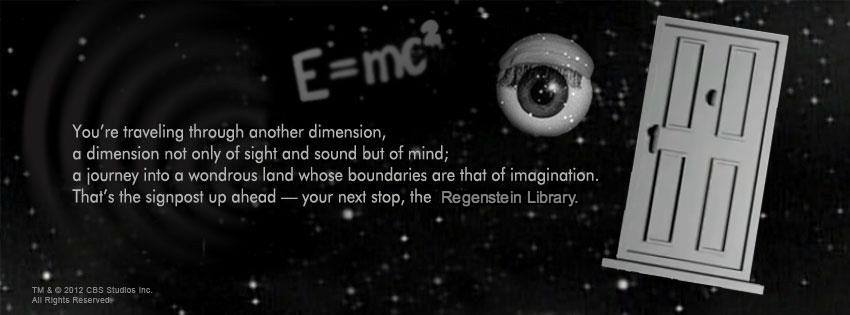 E=mc²
You're traveling through another dimension,
a dimension not only of sight and sound but of mind;
a journey into a wondrous land whose boundaries are that of imagination.
That's the signpost up ahead — your next stop, the Regenstein Library.
TM & © 2012 CBS Studios Inc.
All Rights Reserved.